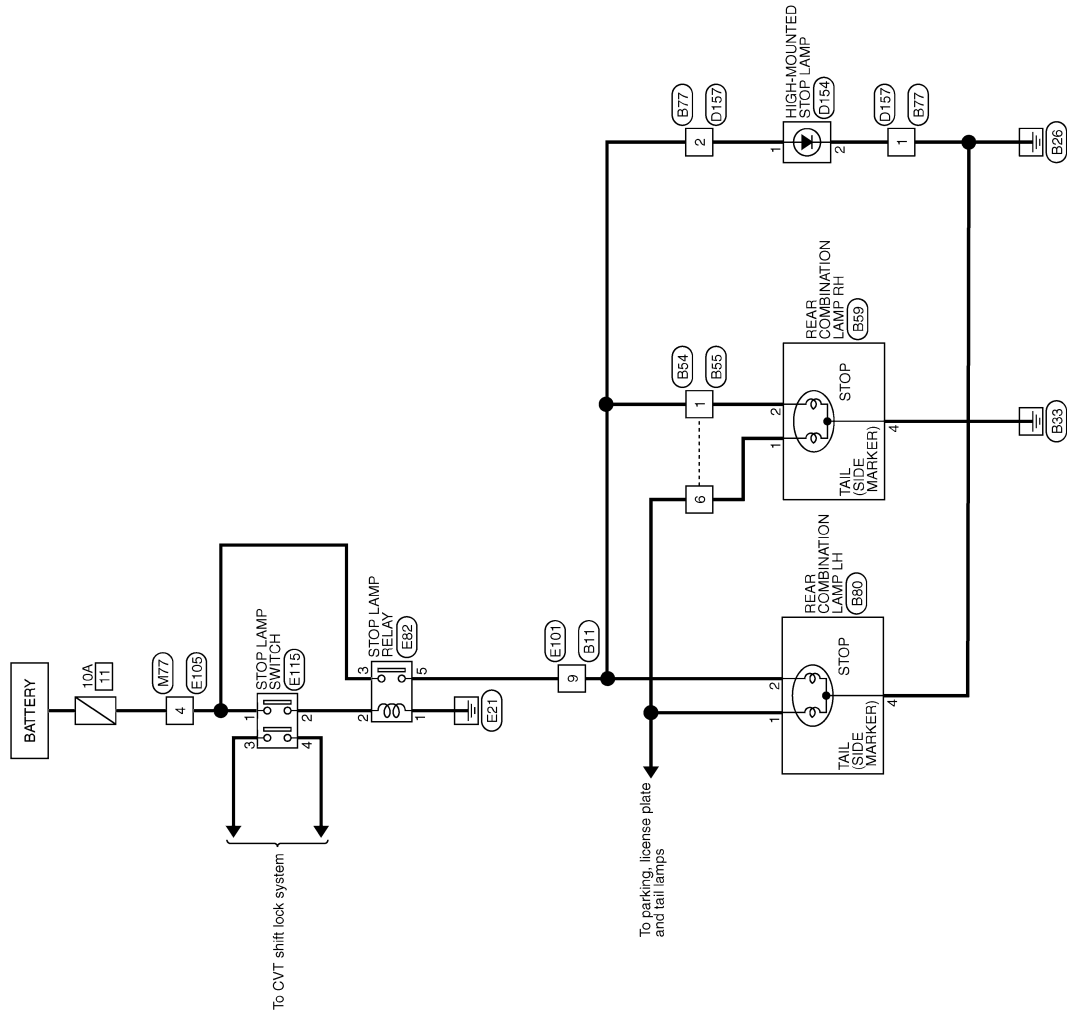 BATTERY
10A
11
M77
4
E105
STOP LAMP
SWITCH
E115
1
3
2
4
To CVT shift lock system
STOP LAMP
RELAY
E82
3
2
5
1
E21
E101
9
B11
To parking, license plate
and tail lamps
B54
1
B55
6
B77
2
D157
HIGH-MOUNTED
STOP LAMP
D154
1
2
D157
1
B77
B26
REAR
COMBINATION
LAMP RH
B59
2
1
STOP
TAIL
(SIDE
MARKER)
4
B33
REAR
COMBINATION
LAMP LH
B80
2
1
STOP
TAIL
(SIDE
MARKER)
4